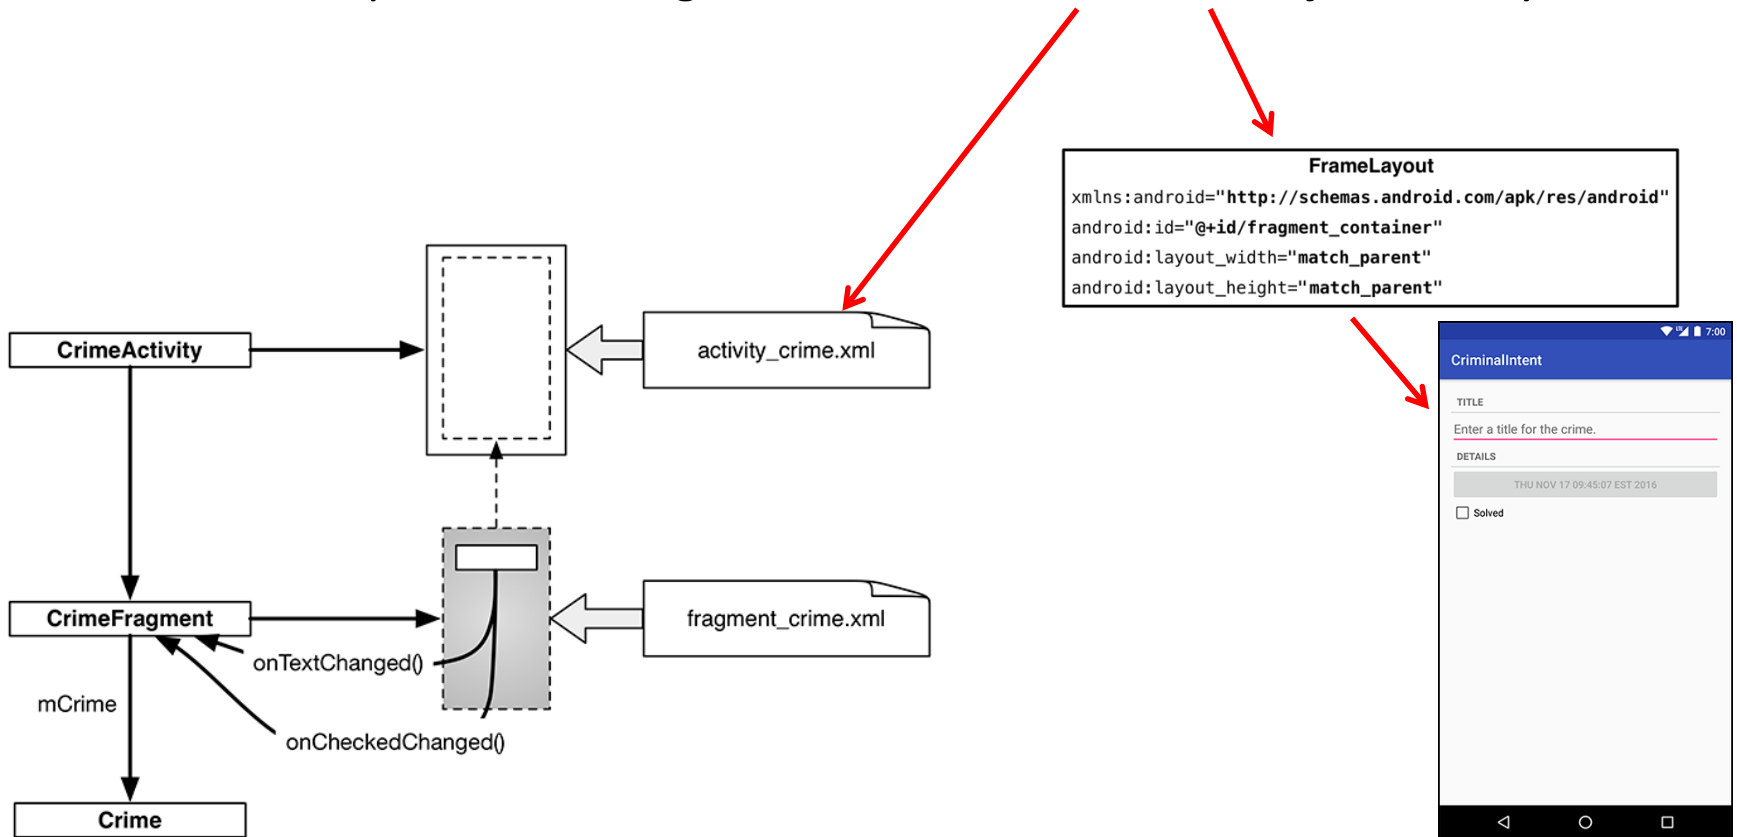 FrameLayout
xmlns:android="http://schemas.android.com/apk/res/android"
android:id="@+id/fragment_container"
android:layout_width="match_parent"
android:layout_height="match_parent"
CrimeActivity
activity_crime.xml
CrimeFragment
fragment_crime.xml
onTextChanged()
mCrime
onCheckedChanged()
Crime
7:00
CriminalIntent
TITLE
Enter a title for the crime.
DETAILS
THU NOV 17 09:45:07 EST 2016
Solved